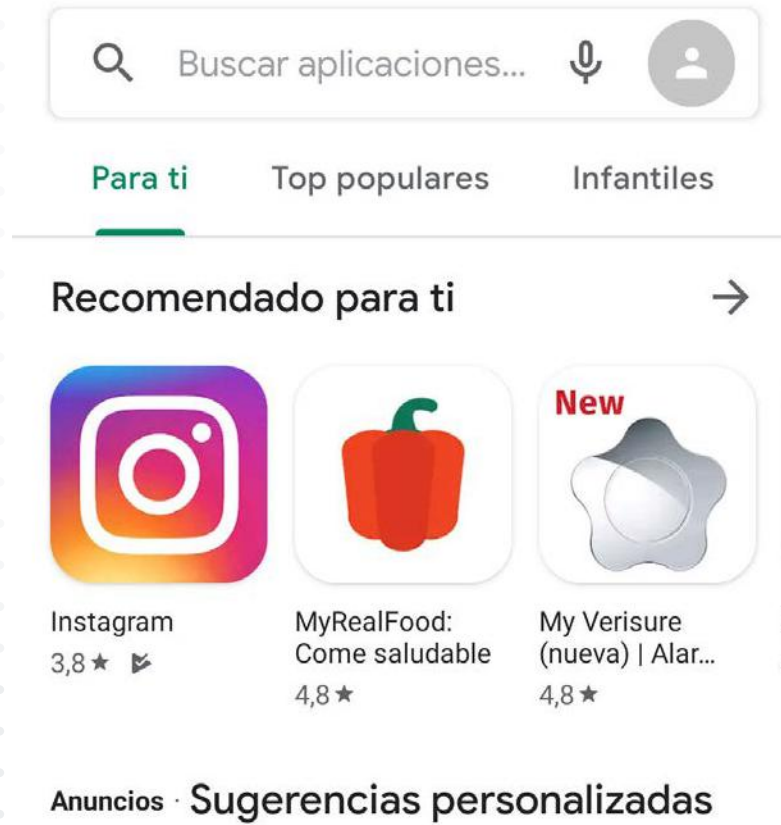 Buscar aplicaciones...
Para ti Top populares Infantiles
Recomendado para ti
New
Instagram
3,8★
MyRealFood:
Come saludable
4,8★
My Verisure
(nueva) | Alar...
4,8★
Anuncios · Sugerencias personalizadas